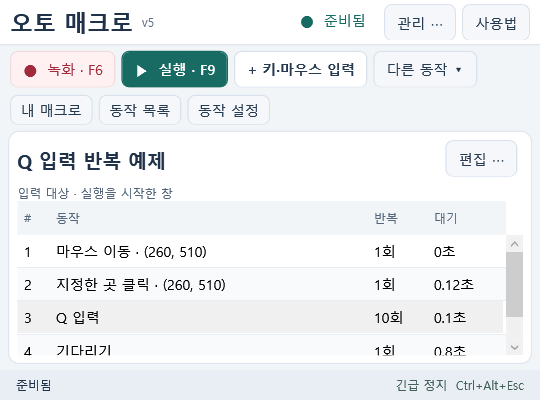 오토 매크로 v5 준비됨 관리 ··· 사용법
녹화 · F6 실행 · F9 + 키·마우스 입력 다른 동작
내 매크로 동작 목록 동작 설정
Q 입력 반복 예제 편집 ···
입력 대상 · 실행을 시작한 창
# 동작 반복 대기
1 마우스 이동 · (260, 510) 1회 0초
2 지정한 곳 클릭 · (260, 510) 1회 0.12초
3 Q 입력 10회 0.1초
4 기다리기 1회 0.8초
준비됨 긴급 정지 Ctrl+Alt+Esc